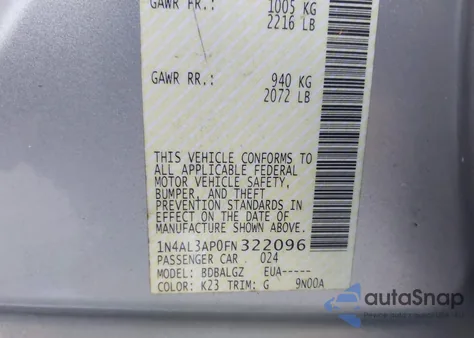 GAWR FR.: 1005 KG
2216 LB
GAWR RR.: 940 KG
2072 LB
THIS VEHICLE CONFORMS TO
ALL APPLICABLE FEDERAL
MOTOR VEHICLE SAFETY,
BUMPER, AND THEFT
PREVENTION STANDARDS IN
EFFECT ON THE DATE OF
MANUFACTURE SHOWN ABOVE.
1N4AL3AP0FN322096
PASSENGER CAR 024
MODEL: BDBALGZ EUA-----
COLOR: K23 TRIM: G 9N00A
autoSnap